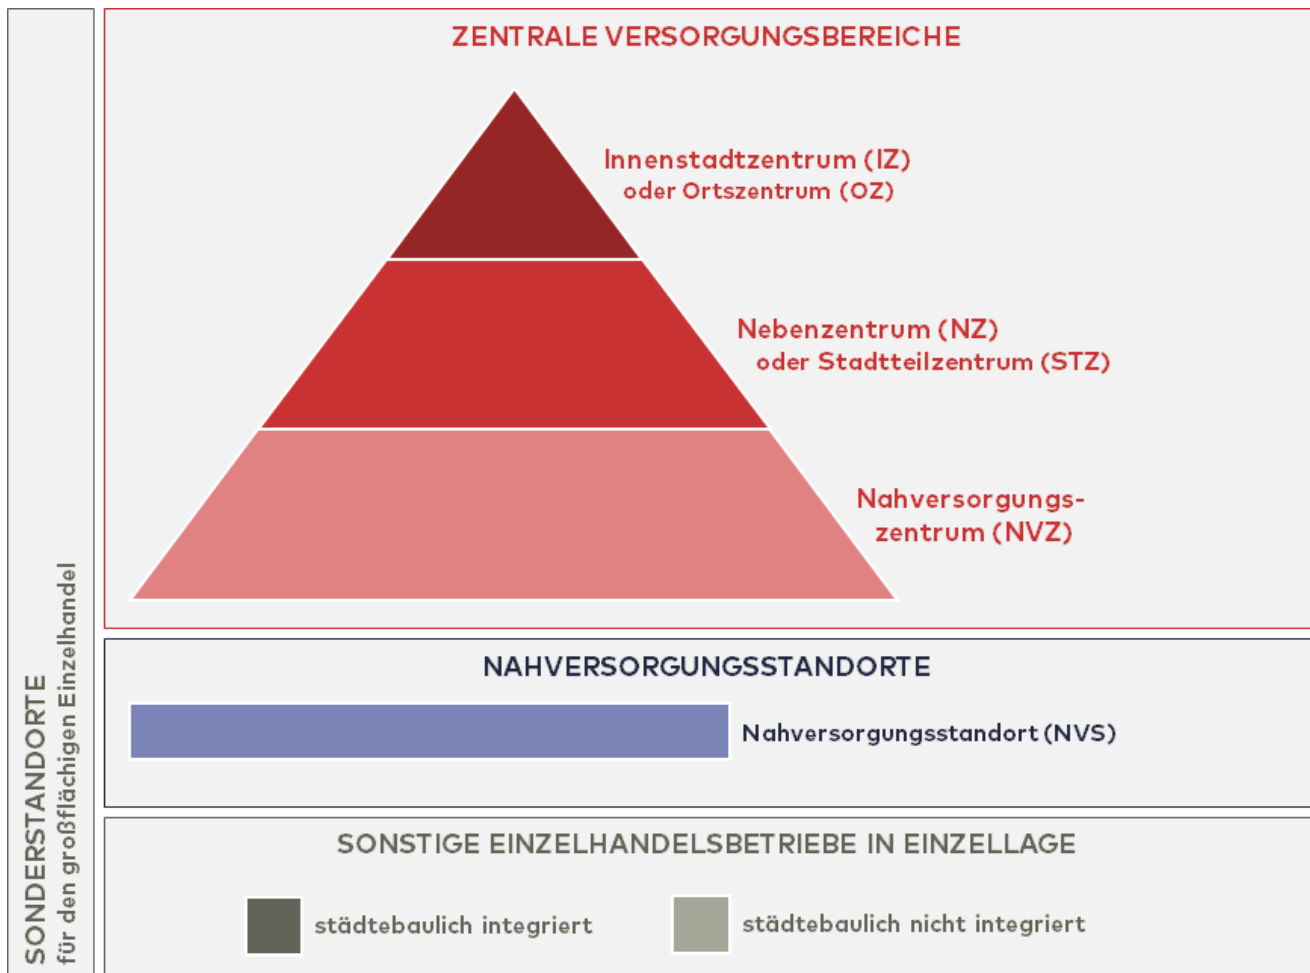 ZENTRALE VERSORGUNGSBEREICHE
Innenstadtzentrum (IZ)
oder Ortszentrum (OZ)
Nebenzentrum (NZ)
oder Stadtteilzentrum (STZ)
Nahversorgungs-
zentrum (NVZ)
NAHVERSORGUNGSSTANDORTE
Nahversorgungsstandort (NVS)
SONSTIGE EINZELHANDELSBETRIEBE IN EINZELLAGE
städtebaulich integriert
städtebaulich nicht integriert
SONDERSTANDORTE
für den großflächigen Einzelhandel